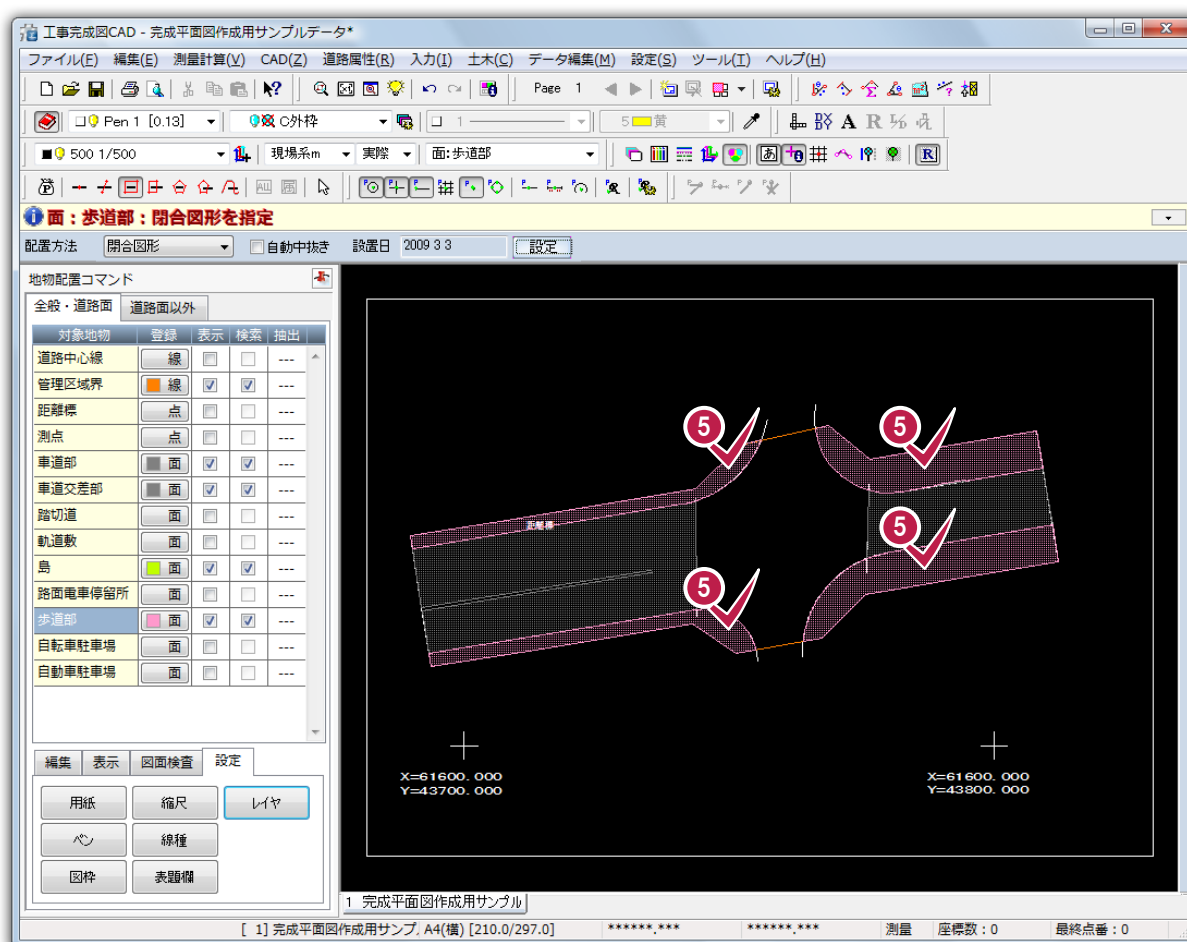 工事完成図CAD - 完成平面図作成用サンプルデータ*
ファイル(F) 編集(E) 測量計算(V) CAD(Z) 道路属性(R) 入力(I) 土木(C) データ編集(M) 設定(S) ツール(T) ヘルプ(H)
Page 1
Pen 1 [0.13] C外枠 1 5 黄 A R
500 1/500 現場系m 実際 面:歩道部 あ R
ALL
面：歩道部：閉合図形を指定
配置方法 閉合図形 自動中抜き 設置日 2009 3 3 設定
地物配置コマンド
全般・道路面 道路面以外
対象地物 登録 表示 検索 抽出
道路中心線 線 ---
管理区域界 線 ---
距離標 点 ---
測点 点 ---
車道部 面 ---
車道交差部 面 ---
踏切道 面 ---
軌道敷 面 ---
島 面 ---
路面電車停留所 面 ---
歩道部 面 ---
自転車駐車場 面 ---
自動車駐車場 面 ---
編集 表示 図面検査 設定
用紙 縮尺 レイヤ
ペン 線種
図枠 表題欄
5
5
距離標
5
5
X=61600.000
Y=43700.000
X=61600.000
Y=43800.000
1 完成平面図作成用サンプル
[ 1] 完成平面図作成用サンプ, A4(横) [210.0/297.0] ******.*** ******.*** 測量 座標数：0 最終点番：0